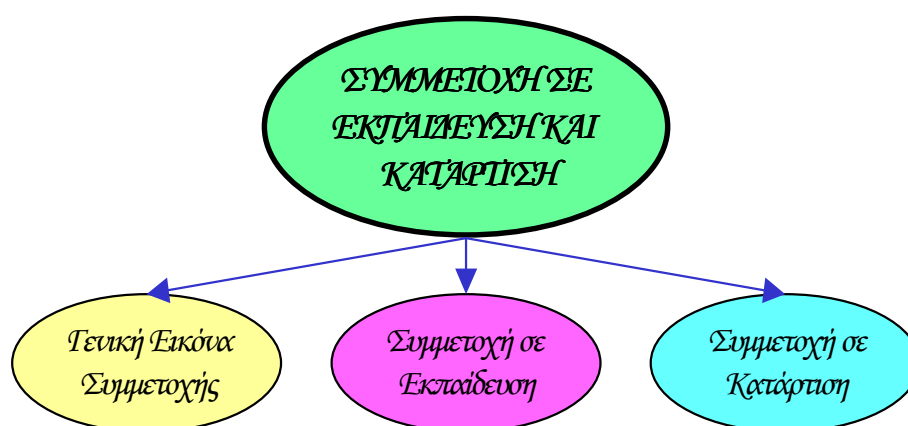 ΣΥΜΜΕΤΟΧΗ ΣΕ
ΕΚΠΑΙΔΕΥΣΗ ΚΑΙ
ΚΑΤΑΡΤΙΣΗ
Γενική Εικόνα
Συμμετοχής
Συμμετοχή σε
Εκπαίδευση
Συμμετοχή σε
Κατάρτιση